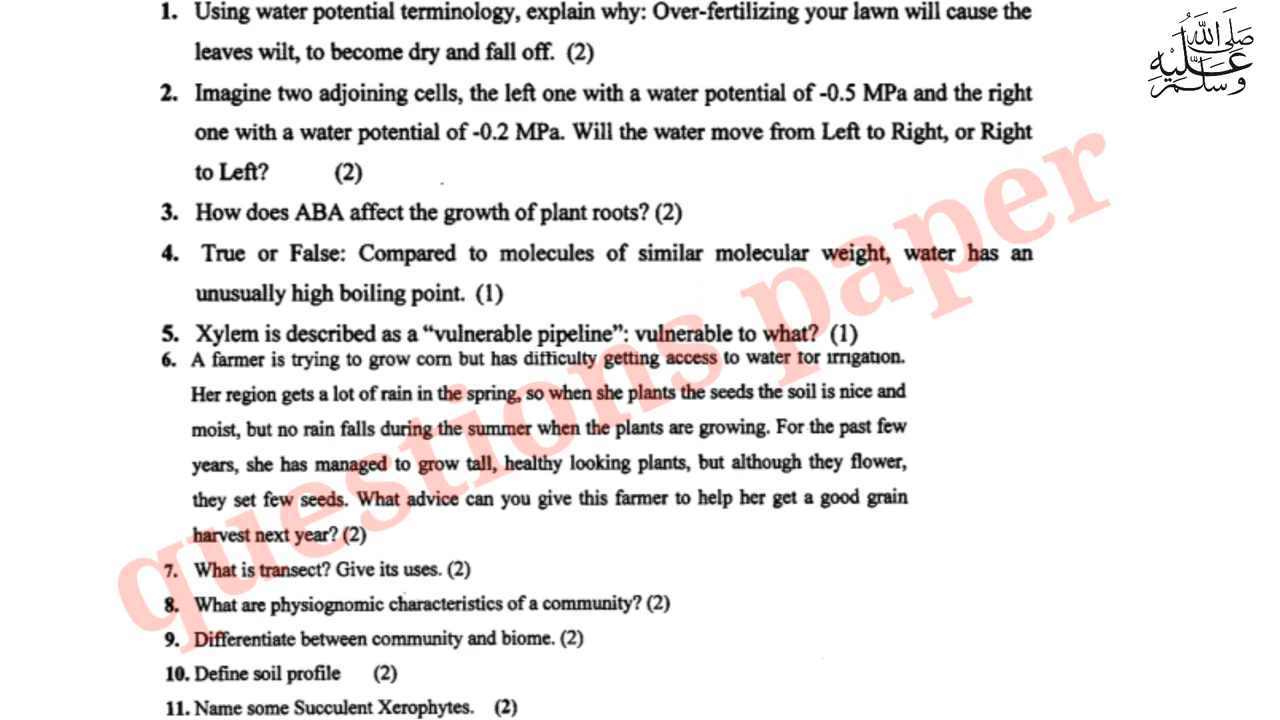 1. Using water potential terminology, explain why: Over-fertilizing your lawn will cause the
leaves wilt, to become dry and fall off. (2)
2. Imagine two adjoining cells, the left one with a water potential of -0.5 MPa and the right
one with a water potential of -0.2 MPa. Will the water move from Left to Right, or Right
to Left? (2)
3. How does ABA affect the growth of plant roots? (2)
4. True or False: Compared to molecules of similar molecular weight, water has an
unusually high boiling point. (1)
5. Xylem is described as a “vulnerable pipeline”: vulnerable to what? (1)
6. A farmer is trying to grow corn but has difficulty getting access to water for irrigation.
Her region gets a lot of rain in the spring, so when she plants the seeds the soil is nice and
moist, but no rain falls during the summer when the plants are growing. For the past few
years, she has managed to grow tall, healthy looking plants, but although they flower,
they set few seeds. What advice can you give this farmer to help her get a good grain
harvest next year? (2)
7. What is transect? Give its uses. (2)
8. What are physiognomic characteristics of a community? (2)
9. Differentiate between community and biome. (2)
10. Define soil profile (2)
11. Name some Succulent Xerophytes. (2)
questions paper
صلى الله
عليه
وسلم